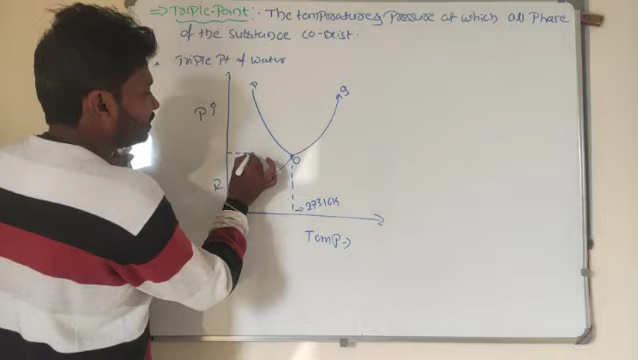 ⇒ Triple-Point :- The temperature & Pressure at which all Phase
of the substance co-exist.
• Triple Pt of Water
P↑
O
R
→ 273.16K
Temp→